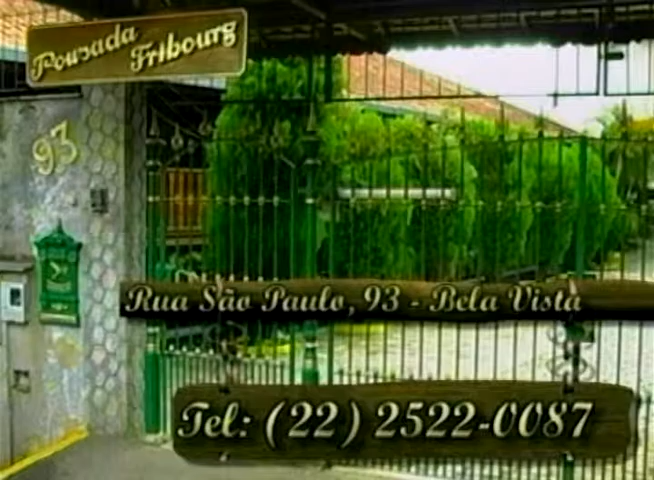 Pousada
Fribourg
93
Rua São Paulo, 93 - Bela Vista
Tel: (22) 2522-0087